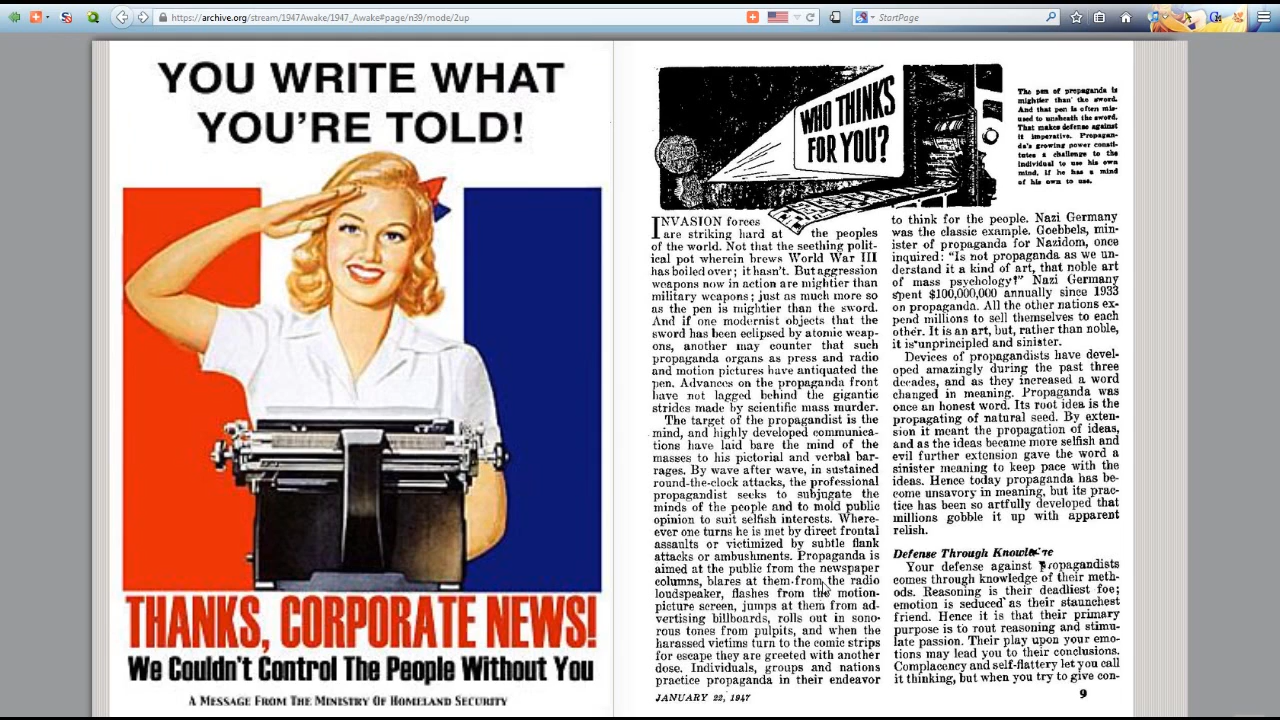 https://archive.org/stream/1947Awake/1947_Awake#page/n39/mode/2up
StartPage
YOU WRITE WHAT
YOU'RE TOLD!
THANKS, CORPORATE NEWS!
We Couldn't Control The People Without You
A MESSAGE FROM THE MINISTRY OF HOMELAND SECURITY
WHO THINKS
FOR YOU?
The pen of propaganda is
mightier than the sword.
And that pen is often mis-
used to unsheath the sword.
That makes defense against
it imperative. Propagan-
da's growing power consti-
tutes a challenge to the
individual to use his own
mind, if he has a mind
of his own to use.
INVASION forces
are striking hard at the peoples
of the world. Not that the seething polit-
ical pot wherein brews World War III
has boiled over; it hasn't. But aggression
weapons now in action are mightier than
military weapons; just as much more so
as the pen is mightier than the sword.
And if one modernist objects that the
sword has been eclipsed by atomic weap-
ons, another may counter that such
propaganda organs as press and radio
and motion pictures have antiquated the
pen. Advances on the propaganda front
have not lagged behind the gigantic
strides made by scientific mass murder.
The target of the propagandist is the
mind, and highly developed communica-
tions have laid bare the mind of the
masses to his pictorial and verbal bar-
rages. By wave after wave, in sustained
round-the-clock attacks, the professional
propagandist seeks to subjugate the
minds of the people and to mold public
opinion to suit selfish interests. Where-
ever one turns he is met by direct frontal
assaults or victimized by subtle flank
attacks or ambushments. Propaganda is
aimed at the public from the newspaper
columns, blares at them from the radio
loudspeaker, flashes from the motion-
picture screen, jumps at them from ad-
vertising billboards, rolls out in sono-
rous tones from pulpits, and when the
harassed victims turn to the comic strips
for escape they are greeted with another
dose. Individuals, groups and nations
practice propaganda in their endeavor
JANUARY 22, 1947
to think for the people. Nazi Germany
was the classic example. Goebbels, min-
ister of propaganda for Nazidom, once
inquired: "Is not propaganda as we un-
derstand it a kind of art, that noble art
of mass psychology?" Nazi Germany
spent $100,000,000 annually since 1933
on propaganda. All the other nations ex-
pend millions to sell themselves to each
other. It is an art, but, rather than noble,
it is unprincipled and sinister.
Devices of propagandists have devel-
oped amazingly during the past three
decades, and as they increased a word
changed in meaning. Propaganda was
once an honest word. Its root idea is the
propagating of natural seed. By exten-
sion it meant the propagation of ideas,
and as the ideas became more selfish and
evil further extension gave the word a
sinister meaning to keep pace with the
ideas. Hence today propaganda has be-
come unsavory in meaning, but its prac-
tice has been so artfully developed that
millions gobble it up with apparent
relish.
Defense Through Knowledge
Your defense against propagandists
comes through knowledge of their meth-
ods. Reasoning is their deadliest foe;
emotion is seduced as their staunchest
friend. Hence it is that their primary
purpose is to rout reasoning and stimu-
late passion. Their play upon your emo-
tions may lead you to their conclusions.
Complacency and self-flattery let you call
it thinking, but when you try to give con-
9